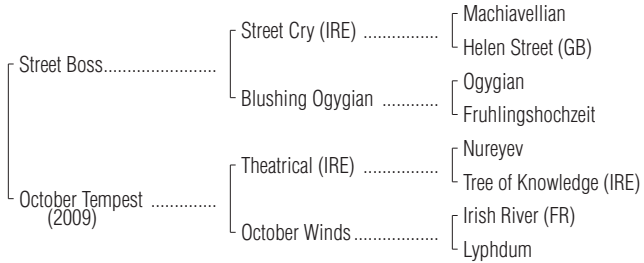 Machiavellian
Street Cry (IRE) ................
Helen Street (GB)
Street Boss........................
Ogygian
Blushing Ogygian ............
Fruhlingshochzeit
Nureyev
Theatrical (IRE) ................
Tree of Knowledge (IRE)
October Tempest ..............
(2009)
Irish River (FR)
October Winds..................
Lyphdum